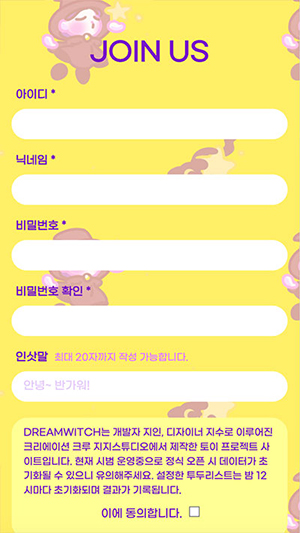 JOIN US
아이디 *
닉네임 *
비밀번호 *
비밀번호 확인 *
인삿말 최대 20자까지 작성 가능합니다.
안녕~ 반가워!
DREAMWITCH는 개발자 지인, 디자이너 지수로 이루어진
크리에이션 크루 지지스튜디오에서 제작한 토이 프로젝트 사
이트입니다. 현재 시범 운영중으로 정식 오픈 시 데이터가 초
기화될 수 있으니 유의해주세요. 설정한 투두리스트는 밤 12
시마다 초기화되며 결과가 기록됩니다.
이에 동의합니다.